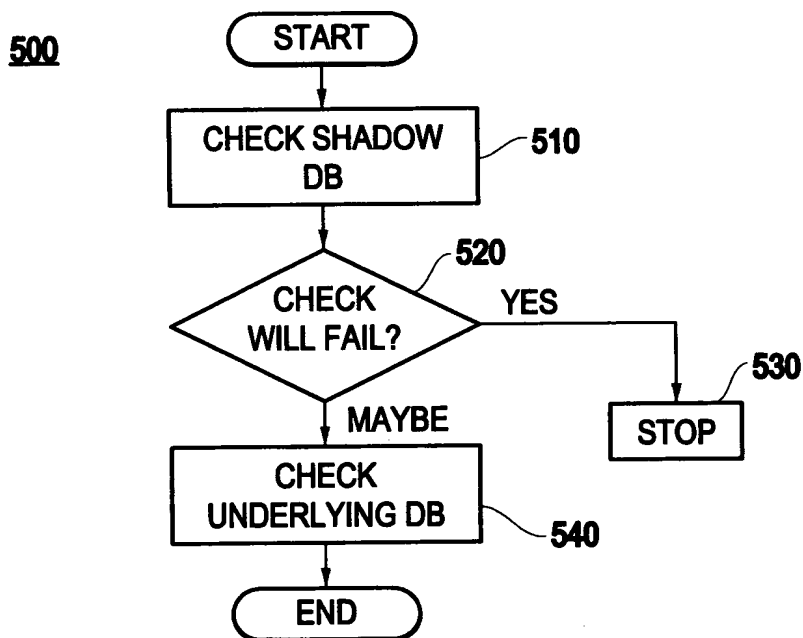 500
START
CHECK SHADOW
DB
510
520
CHECK
WILL FAIL?
YES
530
STOP
MAYBE
CHECK
UNDERLYING DB
540
END